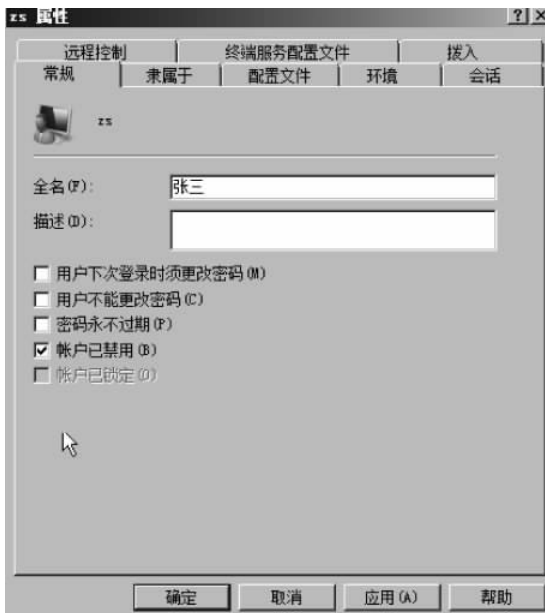 zs 属性
远程控制 终端服务配置文件 拨入
常规 隶属于 配置文件 环境 会话
zs
全名(F): 张三
描述(D):
用户下次登录时须更改密码(M)
用户不能更改密码(C)
密码永不过期(P)
帐户已禁用(B)
帐户已锁定(O)
确定 取消 应用(A) 帮助